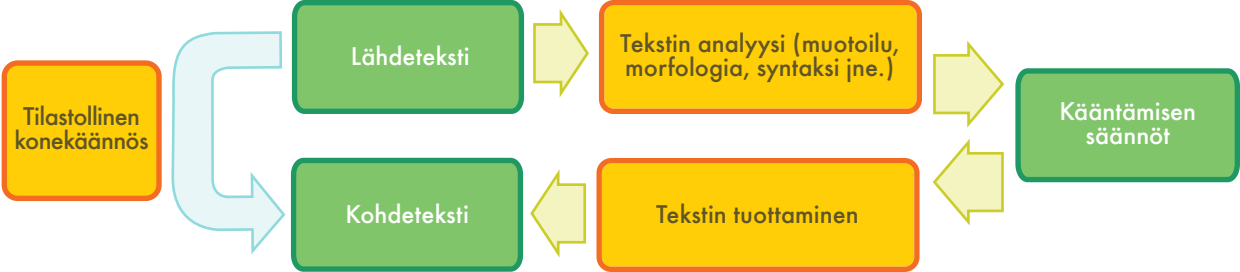 Tilastollinen
konekäännös
Lähdeteksti
Tekstin analyysi (muotoilu,
morfologia, syntaksi jne.)
Kääntämisen
säännöt
Kohdeteksti
Tekstin tuottaminen